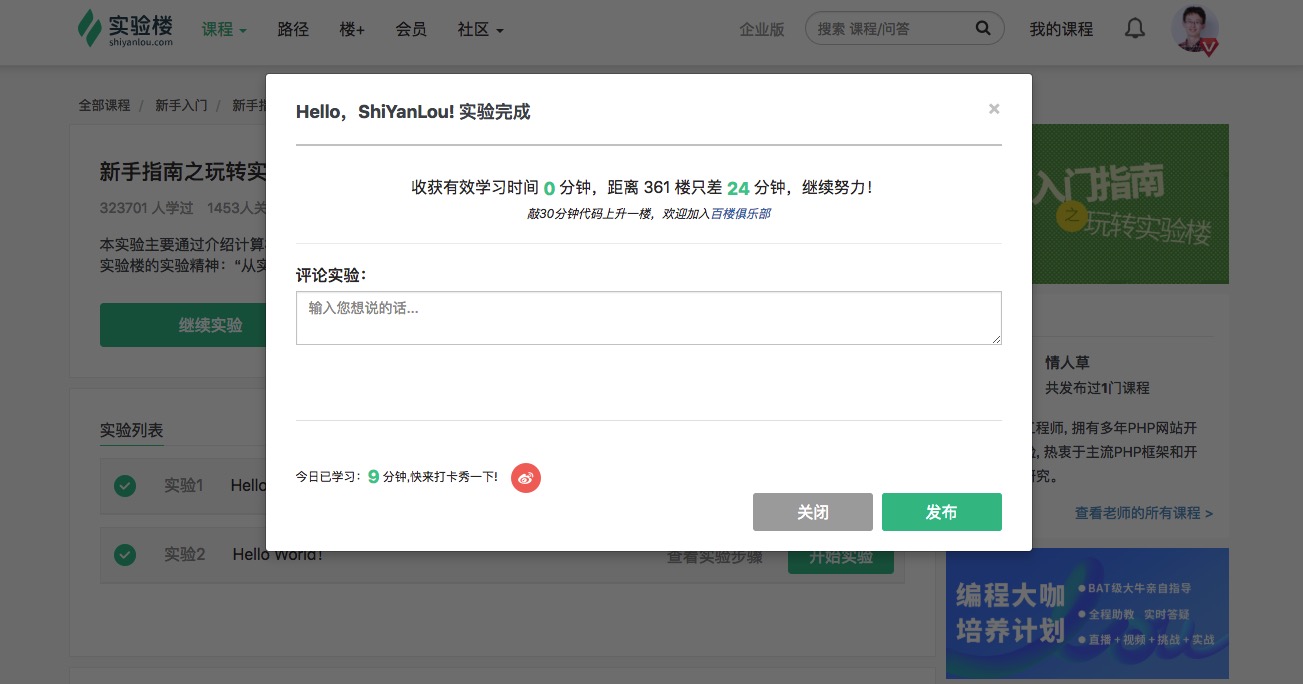 实验楼
shiyanlou.com
课程 路径 楼+ 会员 社区 企业版 搜索 课程/问答 我的课程
全部课程 / 新手入门 / 新手指
Hello，ShiYanLou! 实验完成 ×
收获有效学习时间 0 分钟，距离 361 楼只差 24 分钟，继续努力！
敲30分钟代码上升一楼，欢迎加入百楼俱乐部
评论实验：
输入您想说的话...
今日已学习： 9 分钟,快来打卡秀一下!
关闭 发布
新手指南之玩转实
323701 人学过 1453人关
本实验主要通过介绍计算
实验楼的实验精神：“从实
继续实验
实验列表
实验1 Hello
实验2 Hello World! 查看实验步骤 开始实验
入门指南
之 玩转实验楼
情人草
共发布过1门课程
工程师, 拥有多年PHP网站开
, 热衷于主流PHP框架和开
研究。
查看老师的所有课程 >
编程大咖
培养计划
BAT级大牛亲自指导
全程助教 实时答疑
直播+视频+挑战+实战